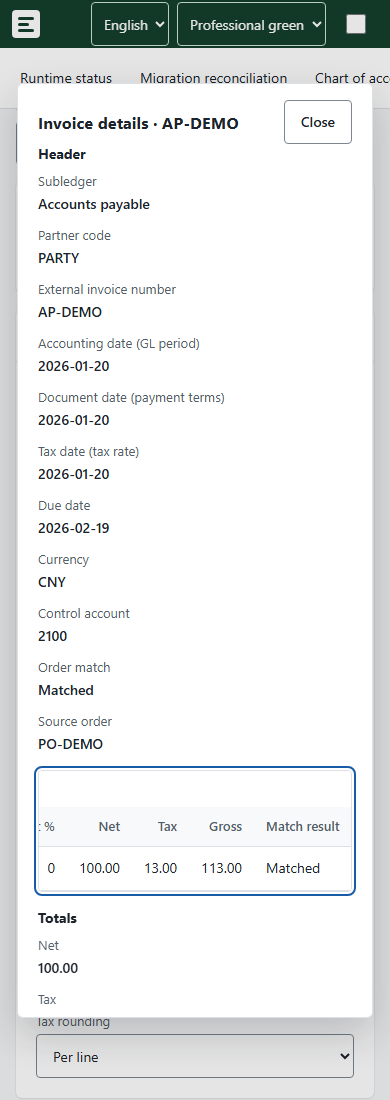 English Professional green
Runtime status Migration reconciliation Chart of acc
Invoice details · AP-DEMO Close
Header
Subledger
Accounts payable
Partner code
PARTY
External invoice number
AP-DEMO
Accounting date (GL period)
2026-01-20
Document date (payment terms)
2026-01-20
Tax date (tax rate)
2026-01-20
Due date
2026-02-19
Currency
CNY
Control account
2100
Order match
Matched
Source order
PO-DEMO
% Net Tax Gross Match result
0 100.00 13.00 113.00 Matched
Totals
Net
100.00
Tax
Tax rounding
Per line